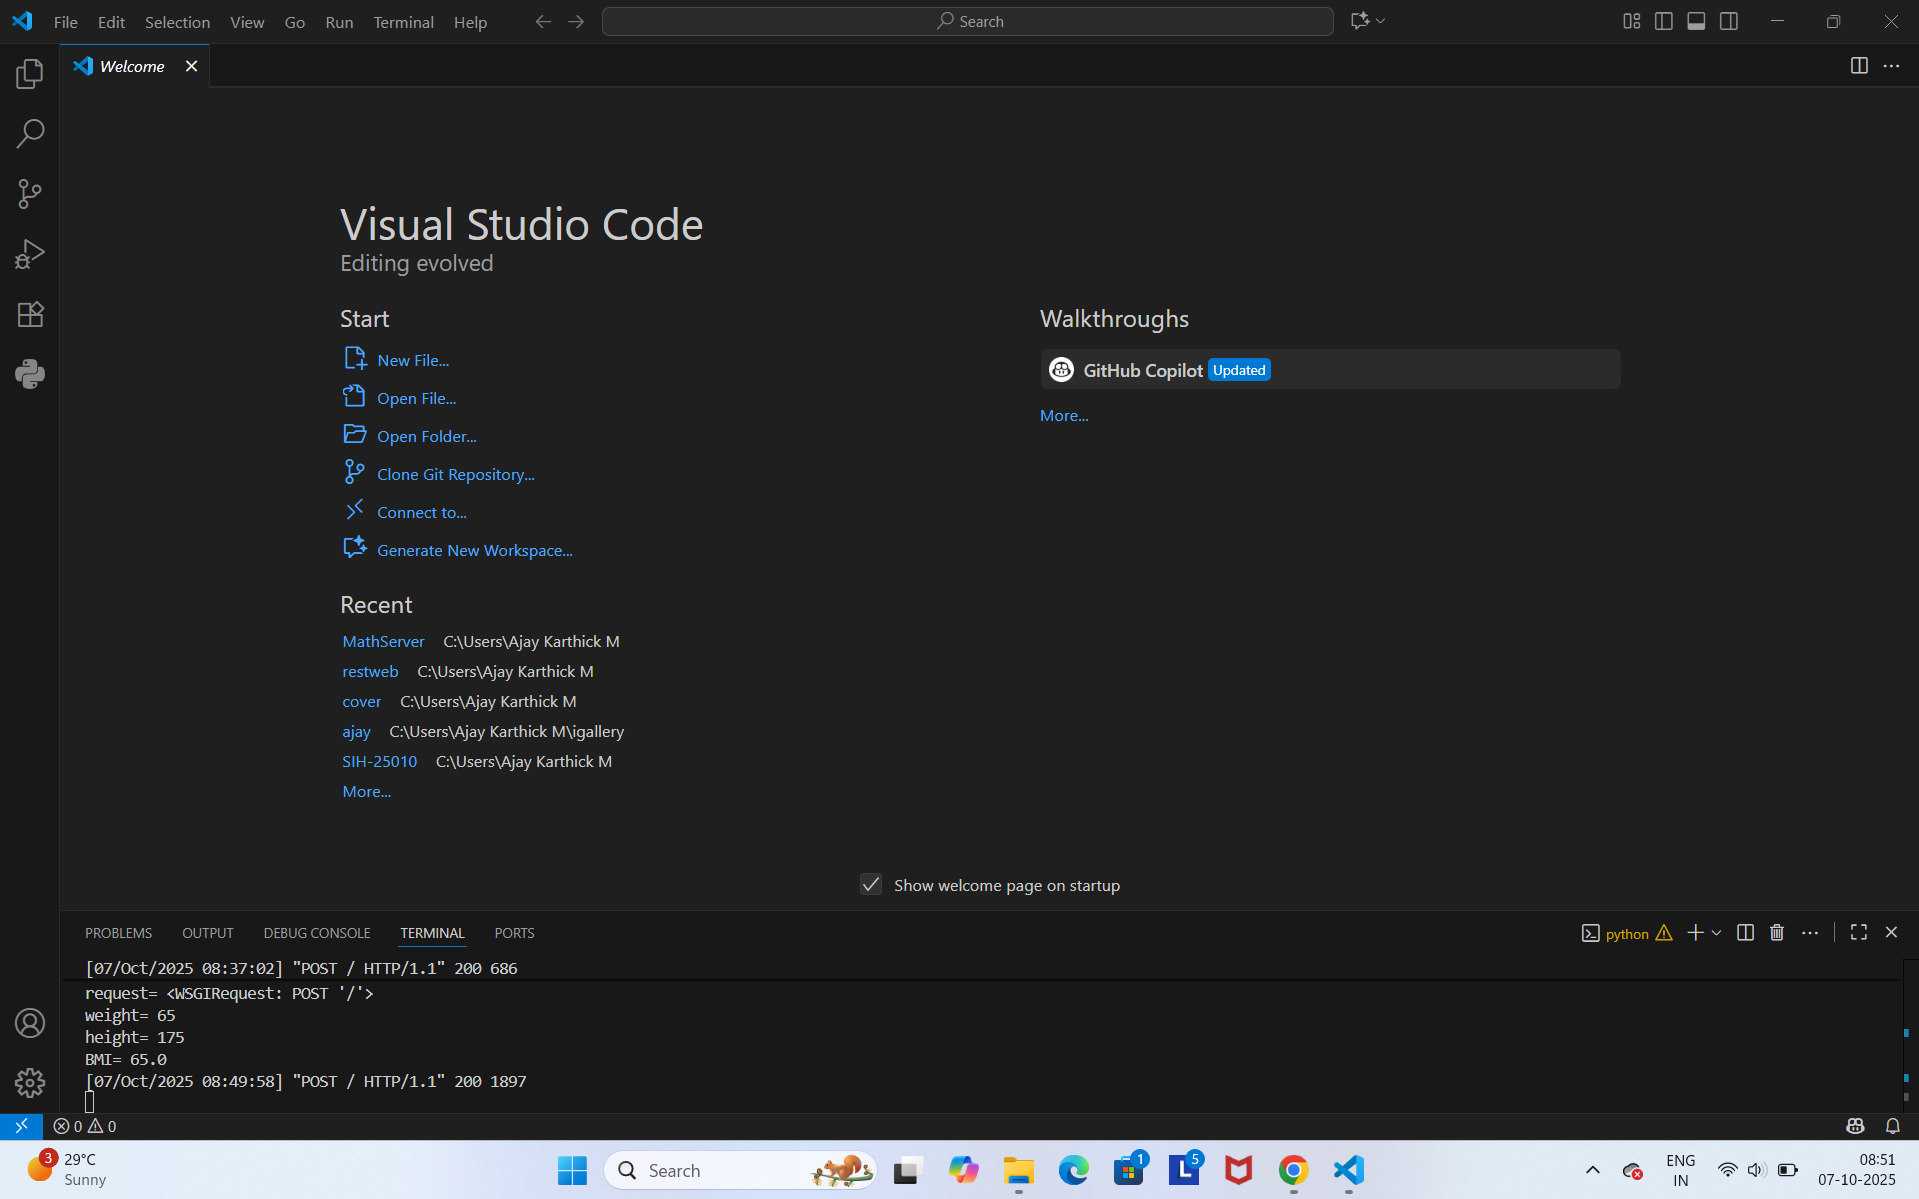 File Edit Selection View Go Run Terminal Help
Search
Welcome
Visual Studio Code
Editing evolved
Start
New File...
Open File...
Open Folder...
Clone Git Repository...
Connect to...
Generate New Workspace...
Walkthroughs
GitHub Copilot Updated
More...
Recent
MathServer C:\Users\Ajay Karthick M
restweb C:\Users\Ajay Karthick M
cover C:\Users\Ajay Karthick M
ajay C:\Users\Ajay Karthick M\igallery
SIH-25010 C:\Users\Ajay Karthick M
More...
Show welcome page on startup
PROBLEMS OUTPUT DEBUG CONSOLE TERMINAL PORTS
python
[07/Oct/2025 08:37:02] "POST / HTTP/1.1" 200 686
request= <WSGIRequest: POST '/'>
weight= 65
height= 175
BMI= 65.0
[07/Oct/2025 08:49:58] "POST / HTTP/1.1" 200 1897
0 0
3
29°C
Sunny
Search
1
L 5
ENG
IN
08:51
07-10-2025